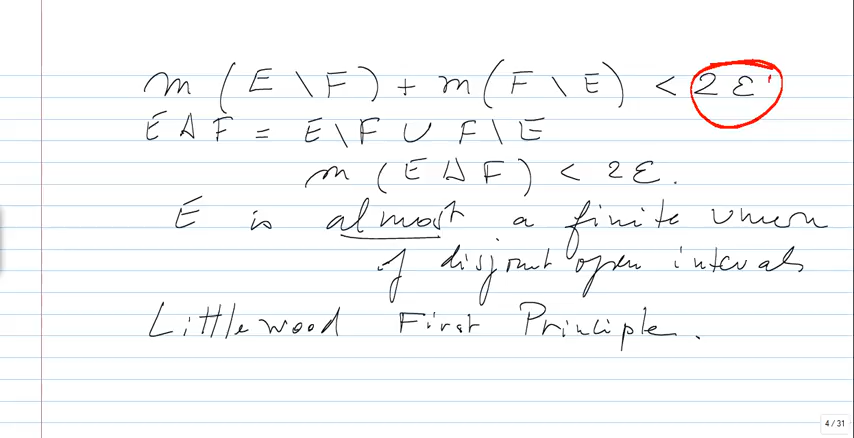 m (E \ F) + m (F \ E) < 2ε
E Δ F = E \ F ∪ F \ E
m (E Δ F) < 2ε.
E is almost a finite union
of disjoint open intervals
Littlewood First Principle.
4 / 31